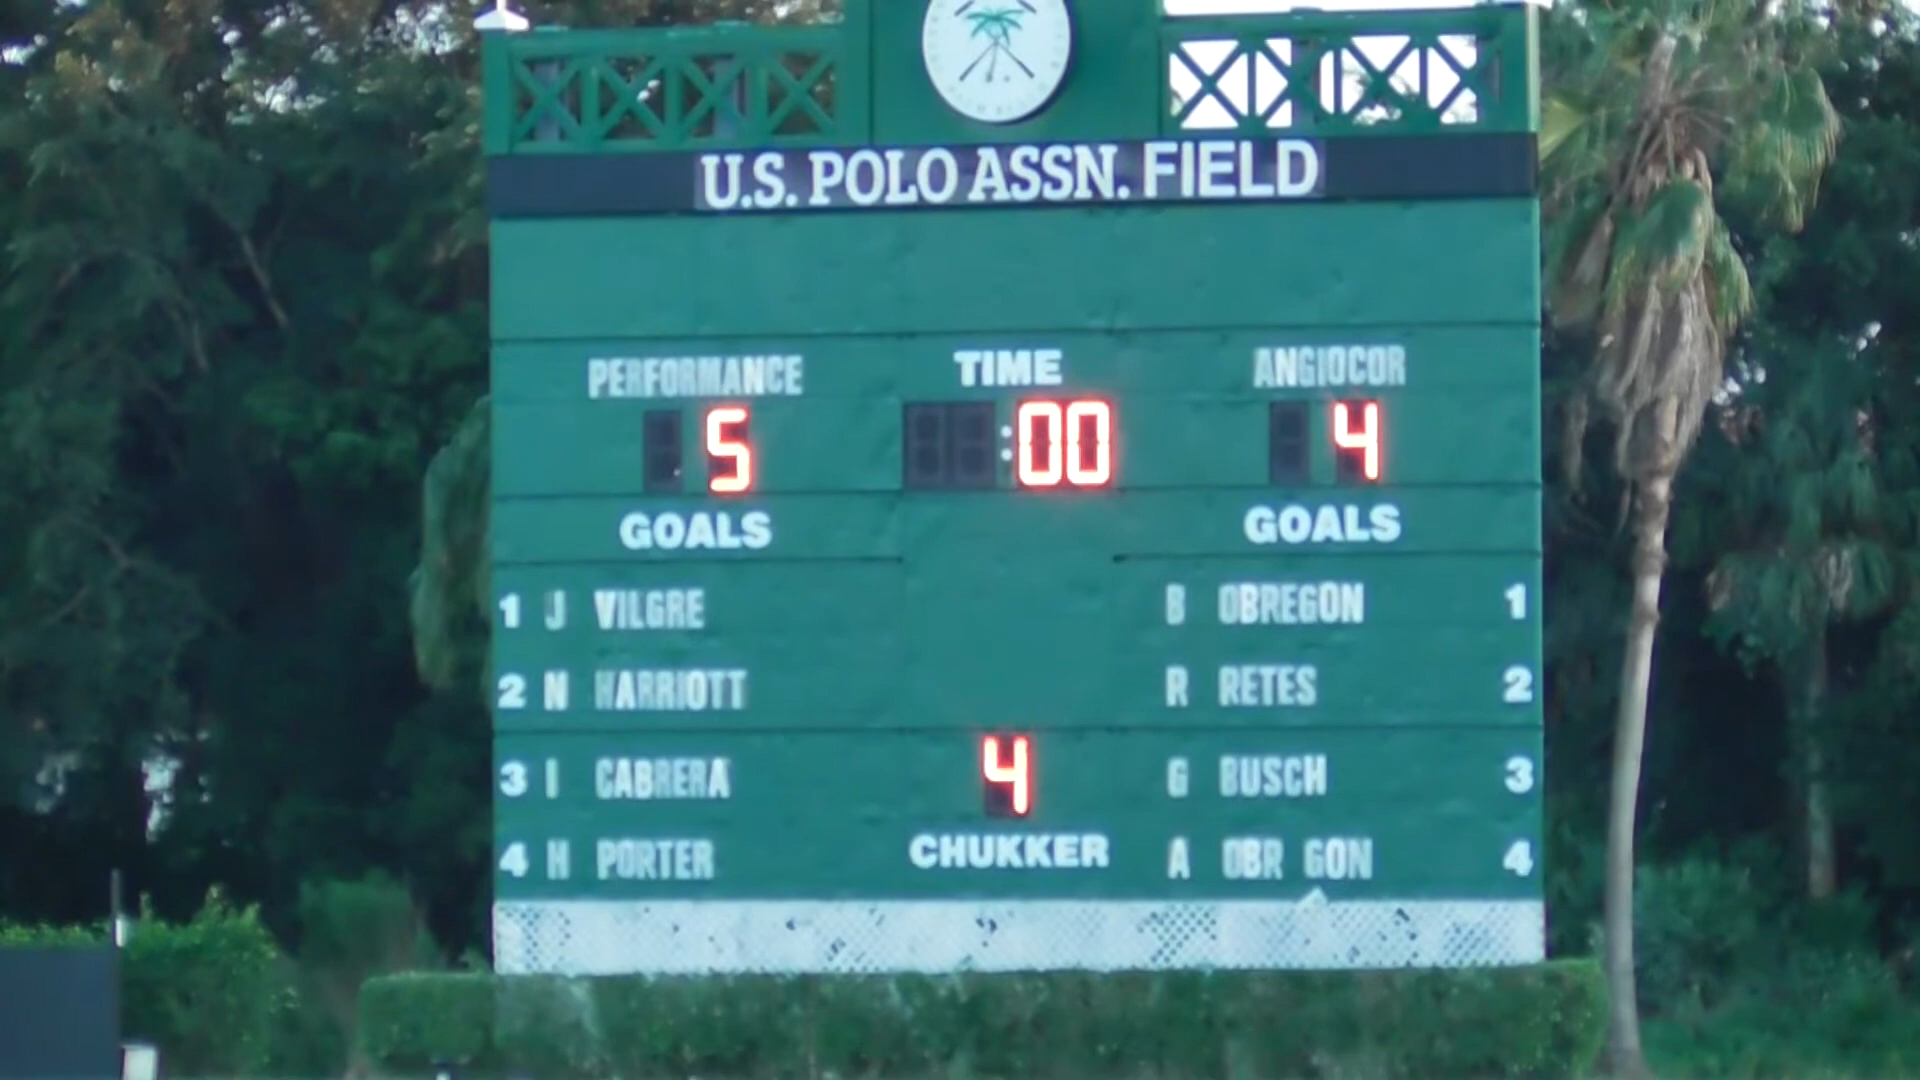 U.S. POLO ASSN. FIELD
PERFORMANCE TIME ANGIOCOR
5 :00 4
GOALS GOALS
1 J VILGRE B OBREGON 1
2 N HARRIOTT R RETES 2
3 I CABRERA G BUSCH 3
4
4 H PORTER CHUKKER A OBR GON 4